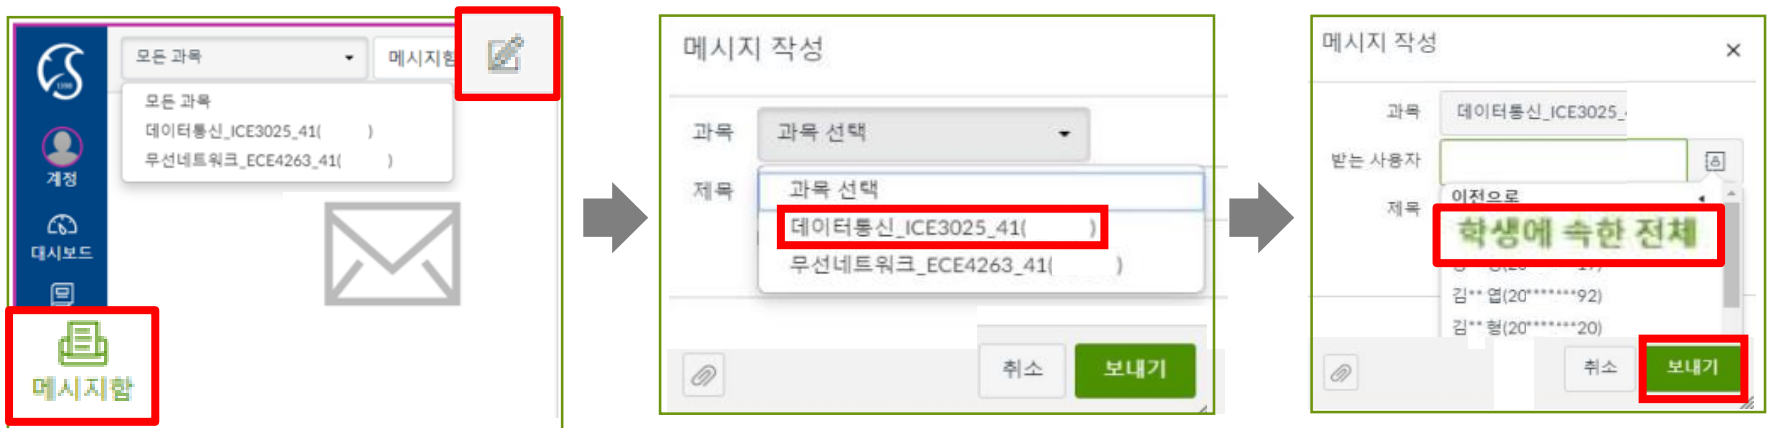 1398
모든 과목
메시지함
모든 과목
데이터통신_ICE3025_41( )
무선네트워크_ECE4263_41( )
계정
대시보드
메시지함
메시지 작성
과목
과목 선택
제목
과목 선택
데이터통신_ICE3025_41( )
무선네트워크_ECE4263_41( )
취소
보내기
메시지 작성
×
과목
데이터통신_ICE3025_
받는 사용자
이전으로
제목
학생에 속한 전체
김** 엽(20*******92)
김** 형(20*******20)
취소
보내기